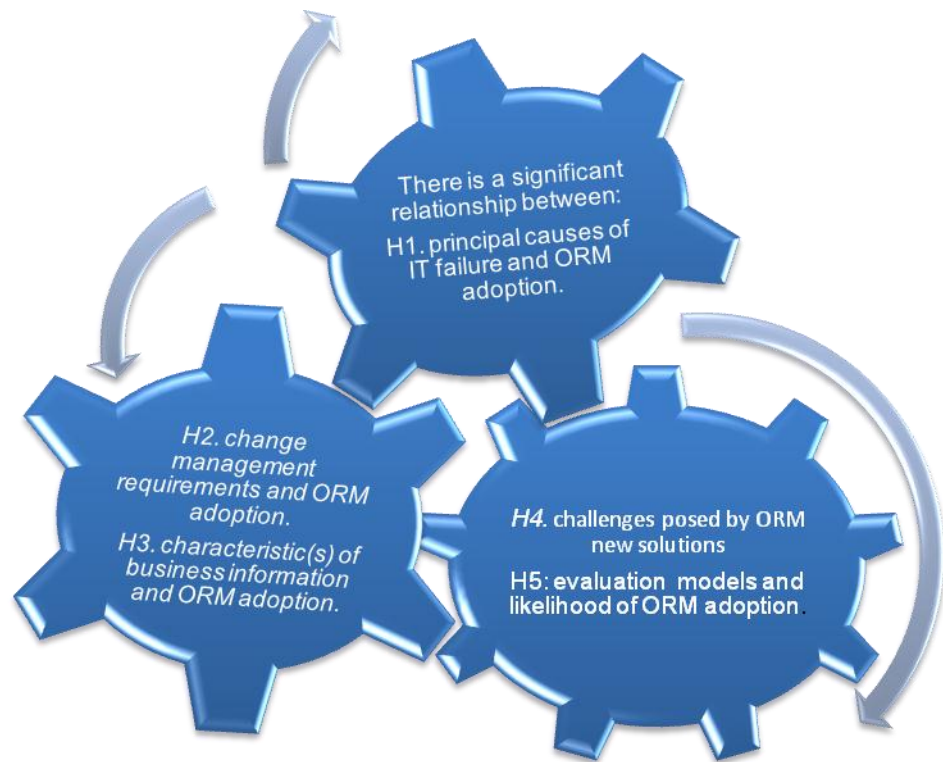 There is a significant
relationship between:
H1. principal causes of
IT failure and ORM
adoption.
H2. change
management
requirements and ORM
adoption.
H3. characteristic(s) of
business information
and ORM adoption.
H4. challenges posed by ORM
new solutions
H5: evaluation models and
likelihood of ORM adoption.